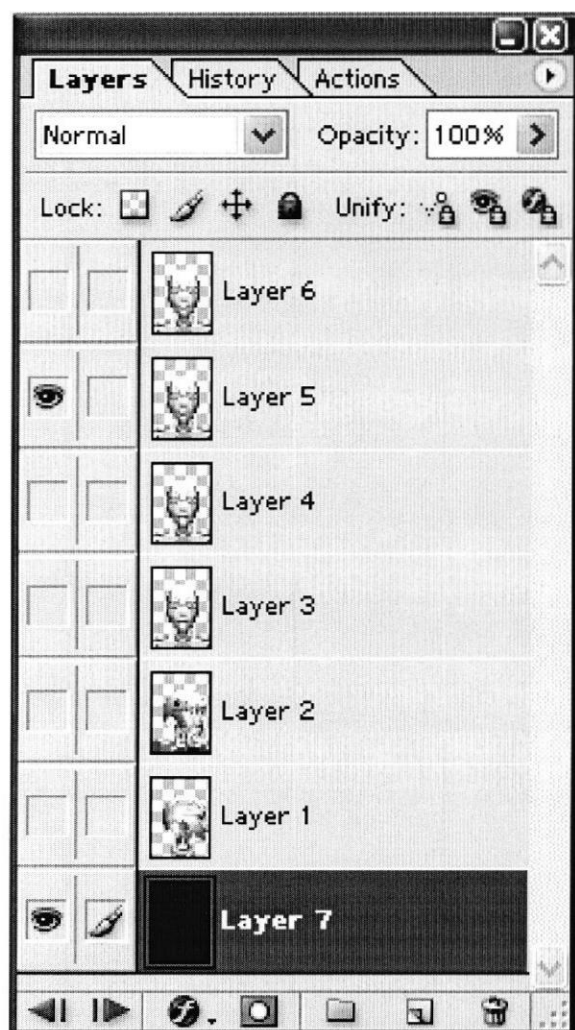 Layers History Actions
Normal Opacity: 100%
Lock: Unify:
Layer 6
Layer 5
Layer 4
Layer 3
Layer 2
Layer 1
Layer 7